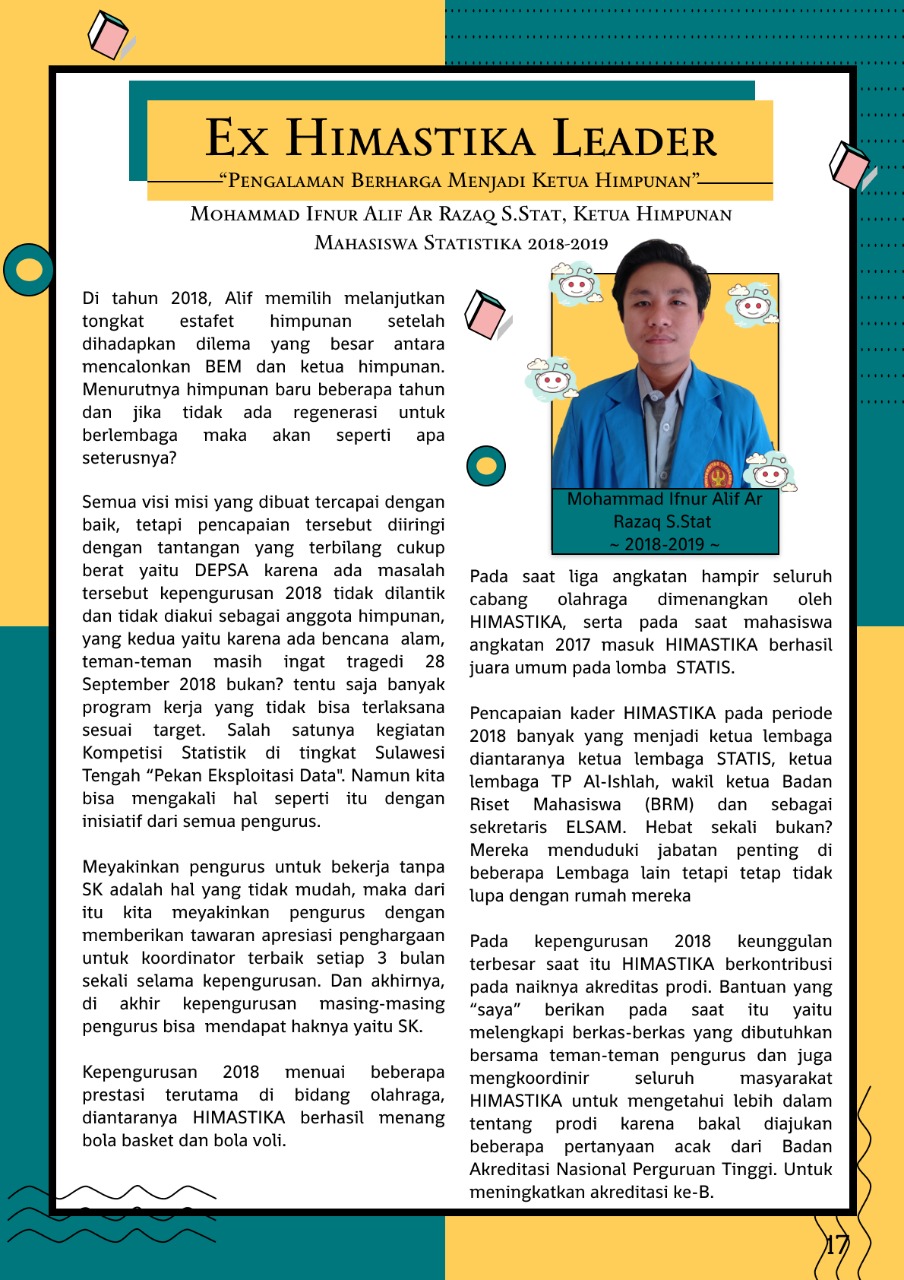 Ex Himastika Leader
“Pengalaman Berharga Menjadi Ketua Himpunan”
Mohammad Ifnur Alif Ar Razaq S.Stat, Ketua Himpunan
Mahasiswa Statistika 2018-2019
Di tahun 2018, Alif memilih melanjutkan
tongkat estafet himpunan setelah
dihadapkan dilema yang besar antara
mencalonkan BEM dan ketua himpunan.
Menurutnya himpunan baru beberapa tahun
dan jika tidak ada regenerasi untuk
berlembaga maka akan seperti apa
seterusnya?
Semua visi misi yang dibuat tercapai dengan
baik, tetapi pencapaian tersebut diiringi
dengan tantangan yang terbilang cukup
berat yaitu DEPSA karena ada masalah
tersebut kepengurusan 2018 tidak dilantik
dan tidak diakui sebagai anggota himpunan,
yang kedua yaitu karena ada bencana alam,
teman-teman masih ingat tragedi 28
September 2018 bukan? tentu saja banyak
program kerja yang tidak bisa terlaksana
sesuai target. Salah satunya kegiatan
Kompetisi Statistik di tingkat Sulawesi
Tengah “Pekan Eksploitasi Data". Namun kita
bisa mengakali hal seperti itu dengan
inisiatif dari semua pengurus.
Meyakinkan pengurus untuk bekerja tanpa
SK adalah hal yang tidak mudah, maka dari
itu kita meyakinkan pengurus dengan
memberikan tawaran apresiasi penghargaan
untuk koordinator terbaik setiap 3 bulan
sekali selama kepengurusan. Dan akhirnya,
di akhir kepengurusan masing-masing
pengurus bisa mendapat haknya yaitu SK.
Kepengurusan 2018 menuai beberapa
prestasi terutama di bidang olahraga,
diantaranya HIMASTIKA berhasil menang
bola basket dan bola voli.
Mohammad Ifnur Alif Ar
Razaq S.Stat
~ 2018-2019 ~
Pada saat liga angkatan hampir seluruh
cabang olahraga dimenangkan oleh
HIMASTIKA, serta pada saat mahasiswa
angkatan 2017 masuk HIMASTIKA berhasil
juara umum pada lomba STATIS.
Pencapaian kader HIMASTIKA pada periode
2018 banyak yang menjadi ketua lembaga
diantaranya ketua lembaga STATIS, ketua
lembaga TP Al-Ishlah, wakil ketua Badan
Riset Mahasiswa (BRM) dan sebagai
sekretaris ELSAM. Hebat sekali bukan?
Mereka menduduki jabatan penting di
beberapa Lembaga lain tetapi tetap tidak
lupa dengan rumah mereka
Pada kepengurusan 2018 keunggulan
terbesar saat itu HIMASTIKA berkontribusi
pada naiknya akreditas prodi. Bantuan yang
“saya” berikan pada saat itu yaitu
melengkapi berkas-berkas yang dibutuhkan
bersama teman-teman pengurus dan juga
mengkoordinir seluruh masyarakat
HIMASTIKA untuk mengetahui lebih dalam
tentang prodi karena bakal diajukan
beberapa pertanyaan acak dari Badan
Akreditasi Nasional Perguruan Tinggi. Untuk
meningkatkan akreditasi ke-B.
17